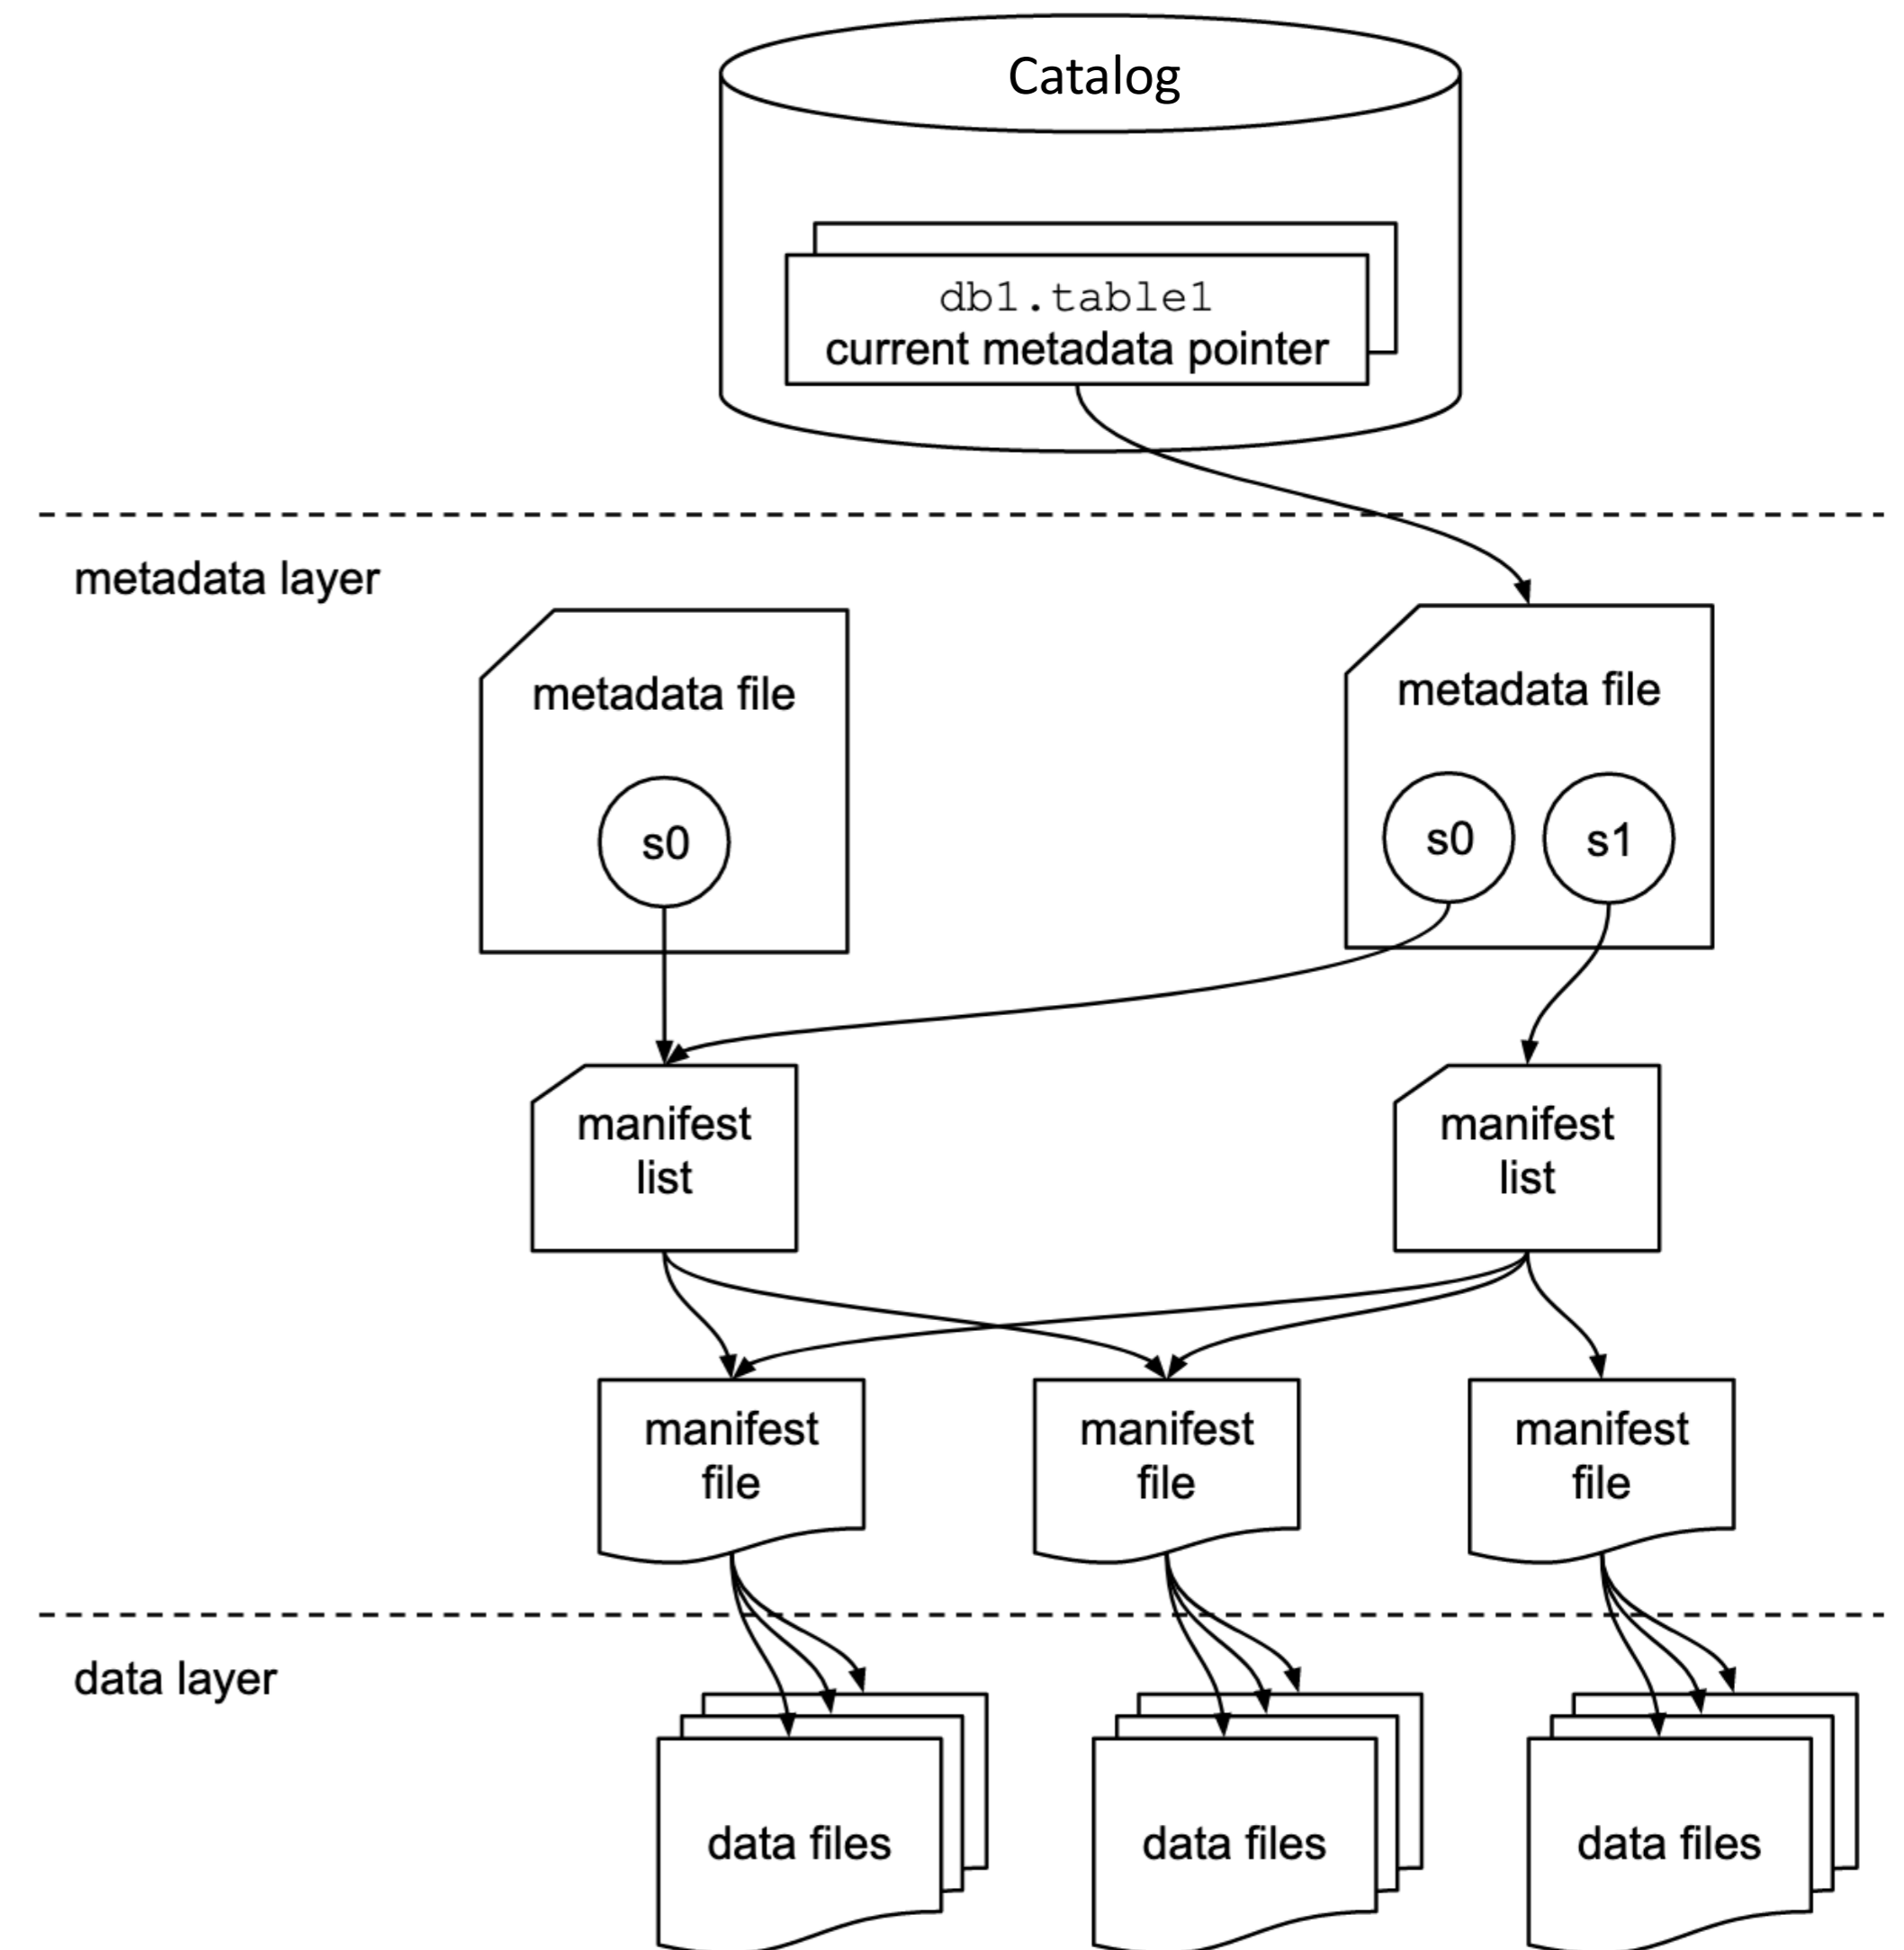 Catalog
db1.table1
current metadata pointer
metadata layer
metadata file
metadata file
s0
s0
s1
manifest
list
manifest
list
manifest
file
manifest
file
manifest
file
data layer
data files
data files
data files